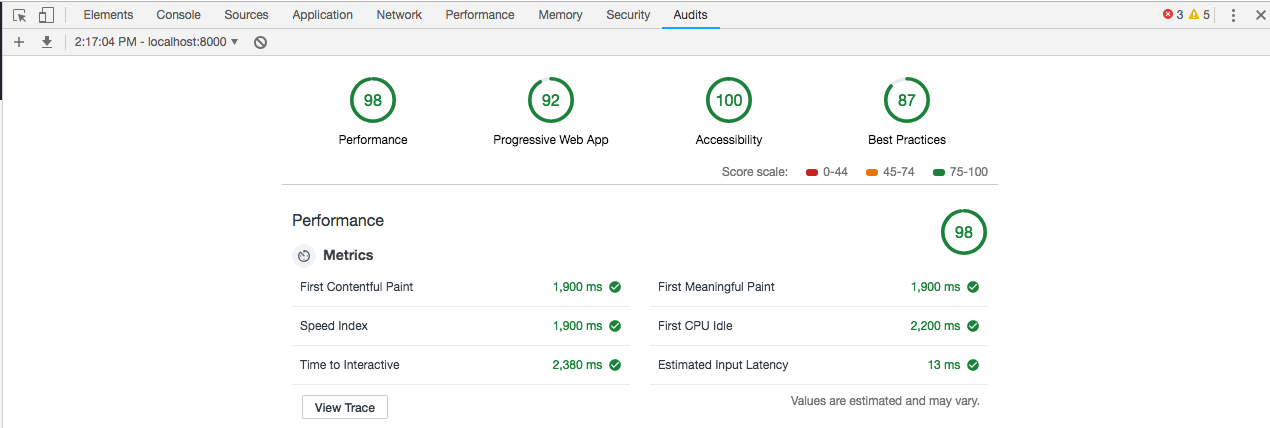 Elements Console Sources Application Network Performance Memory Security Audits 3 5
2:17:04 PM - localhost:8000
98 92 100 87
Performance Progressive Web App Accessibility Best Practices
Score scale: 0-44 45-74 75-100
Performance 98
Metrics
First Contentful Paint 1,900 ms First Meaningful Paint 1,900 ms
Speed Index 1,900 ms First CPU Idle 2,200 ms
Time to Interactive 2,380 ms Estimated Input Latency 13 ms
View Trace Values are estimated and may vary.